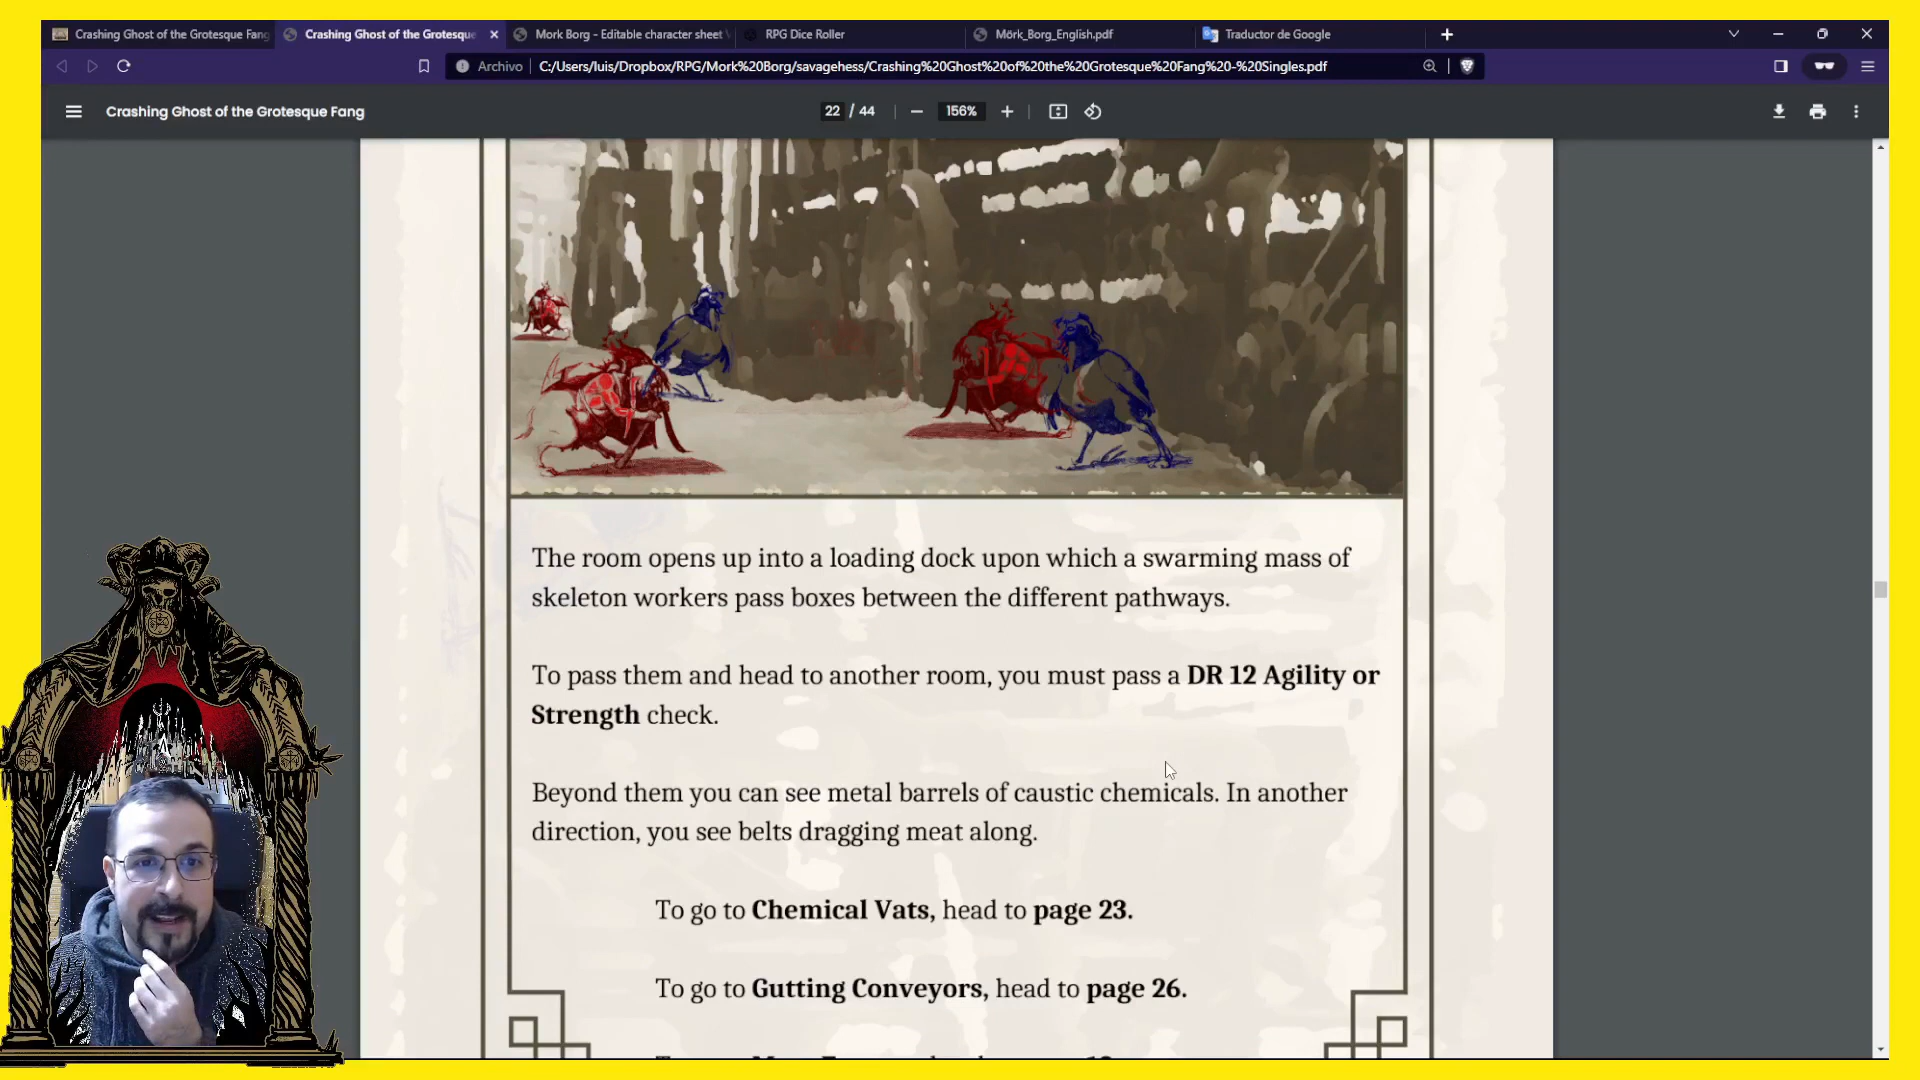 Crashing Ghost of the Grotesque Fang
Crashing Ghost of the Grotesque
Mork Borg - Editable character sheet
RPG Dice Roller
Mörk_Borg_English.pdf
Traductor de Google
Archivo
C:/Users/luis/Dropbox/RPG/Mork%20Borg/savagehess/Crashing%20Ghost%20of%20the%20Grotesque%20Fang%20-%20Singles.pdf
Crashing Ghost of the Grotesque Fang
22 / 44
156%
The room opens up into a loading dock upon which a swarming mass of
skeleton workers pass boxes between the different pathways.
To pass them and head to another room, you must pass a DR 12 Agility or
Strength check.
Beyond them you can see metal barrels of caustic chemicals. In another
direction, you see belts dragging meat along.
To go to Chemical Vats, head to page 23.
To go to Gutting Conveyors, head to page 26.